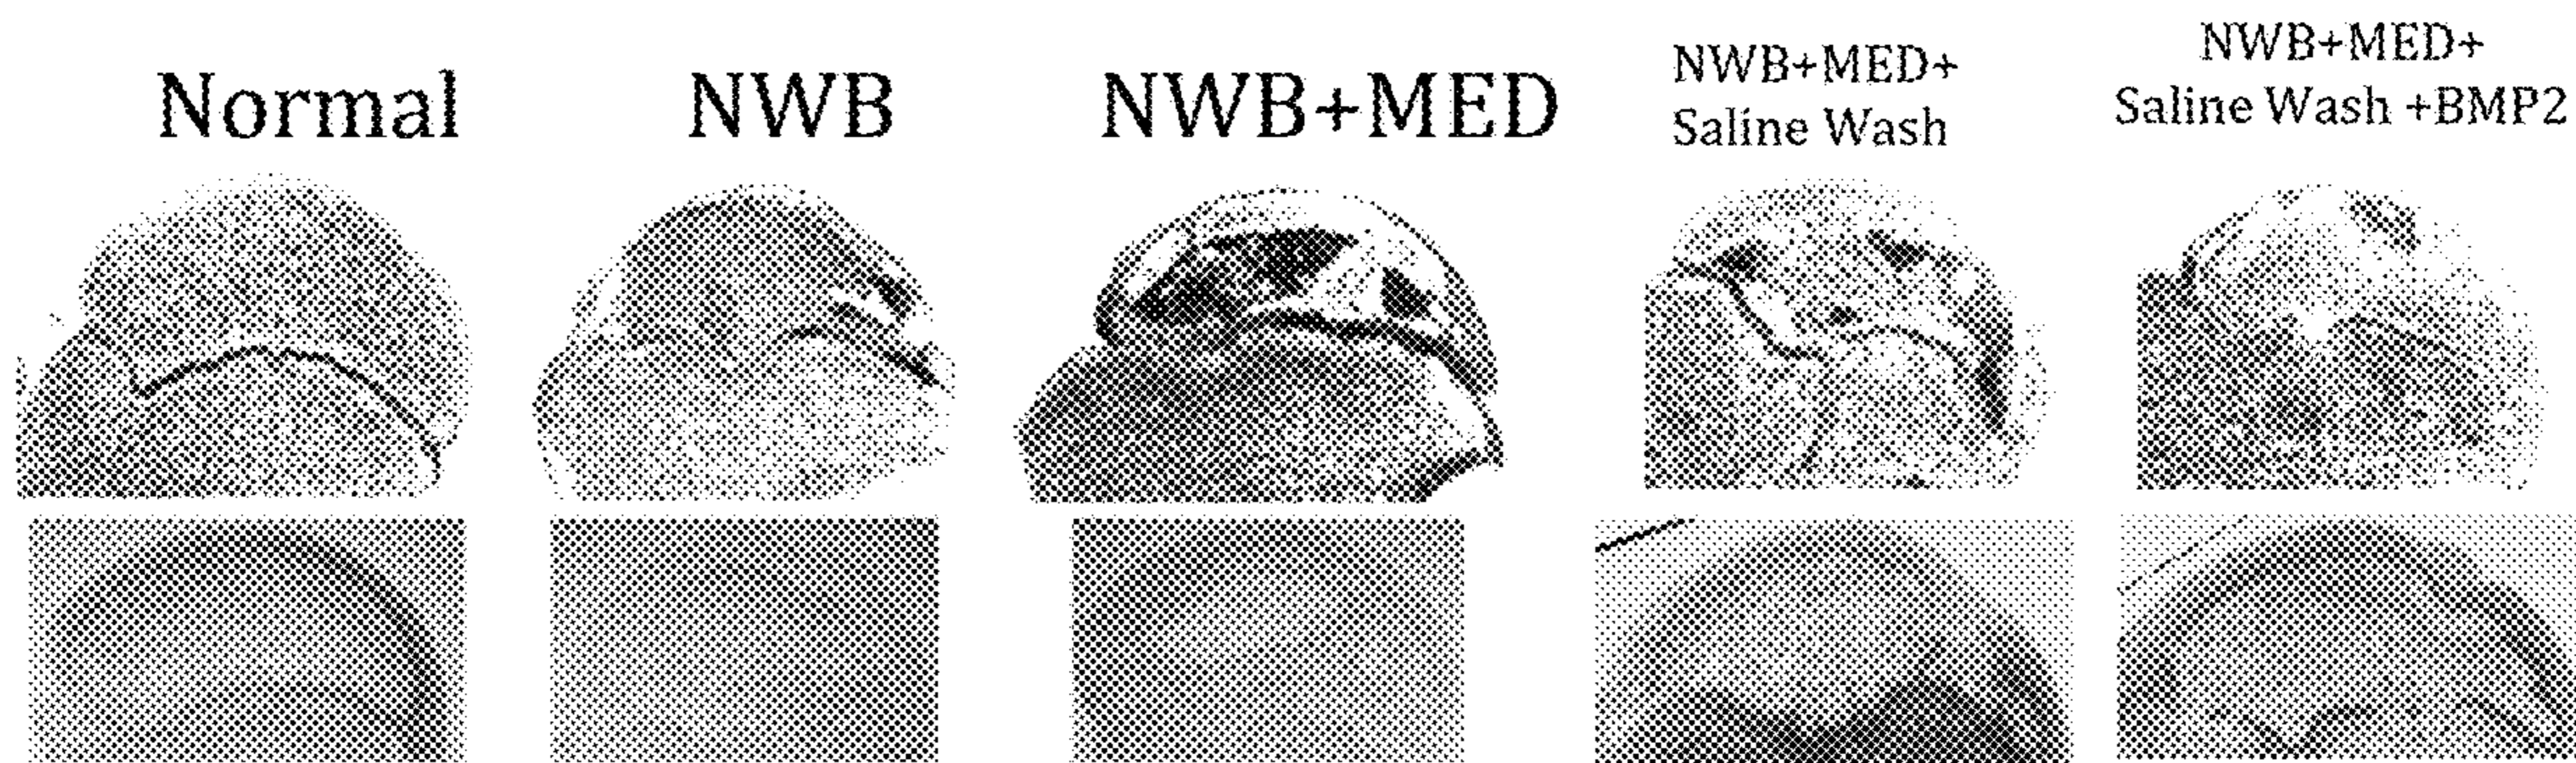 Normal
NWB
NWB+MED
NWB+MED+
Saline Wash
NWB+MED+
Saline Wash +BMP2